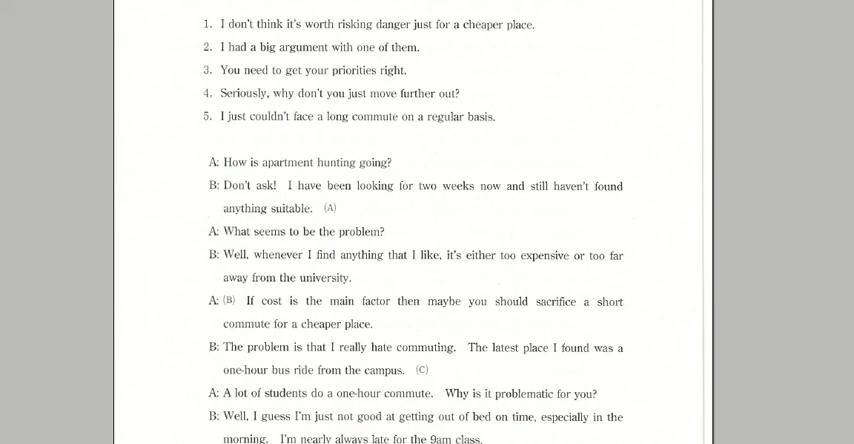 1. I don't think it's worth risking danger just for a cheaper place.
2. I had a big argument with one of them.
3. You need to get your priorities right.
4. Seriously, why don't you just move further out?
5. I just couldn't face a long commute on a regular basis.
A: How is apartment hunting going?
B: Don't ask! I have been looking for two weeks now and still haven't found
anything suitable. (A)
A: What seems to be the problem?
B: Well, whenever I find anything that I like, it's either too expensive or too far
away from the university.
A: (B) If cost is the main factor then maybe you should sacrifice a short
commute for a cheaper place.
B: The problem is that I really hate commuting. The latest place I found was a
one-hour bus ride from the campus. (C)
A: A lot of students do a one-hour commute. Why is it problematic for you?
B: Well, I guess I'm just not good at getting out of bed on time, especially in the
morning. I'm nearly always late for the 9am class.